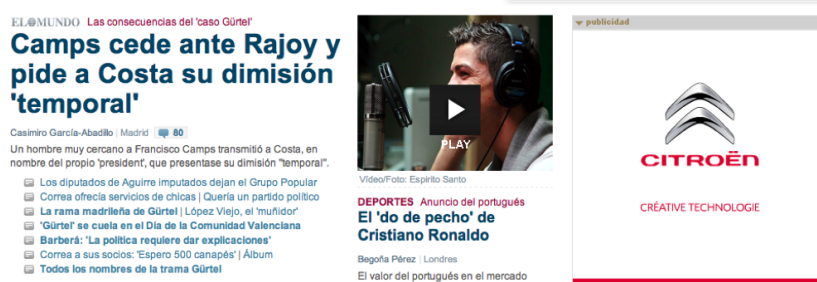 EL MUNDO Las consecuencias del 'caso Gürtel'
Camps cede ante Rajoy y
pide a Costa su dimisión
'temporal'
Casimiro García-Abadillo | Madrid 80
Un hombre muy cercano a Francisco Camps transmitió a Costa, en
nombre del propio 'president', que presentase su dimisión "temporal".
Los diputados de Aguirre imputados dejan el Grupo Popular
Correa ofrecía servicios de chicas | Quería un partido político
La rama madrileña de Gürtel | López Viejo, el 'muñidor'
'Gürtel' se cuela en el Día de la Comunidad Valenciana
Barberá: 'La política requiere dar explicaciones'
Correa a sus socios: 'Espero 500 canapés' | Álbum
Todos los nombres de la trama Gürtel
PLAY
Vídeo/Foto: Espirito Santo
DEPORTES Anuncio del portugués
El 'do de pecho' de
Cristiano Ronaldo
Begoña Pérez | Londres
El valor del portugués en el mercado
publicidad
CITROËN
CRÉATIVE TECHNOLOGIE